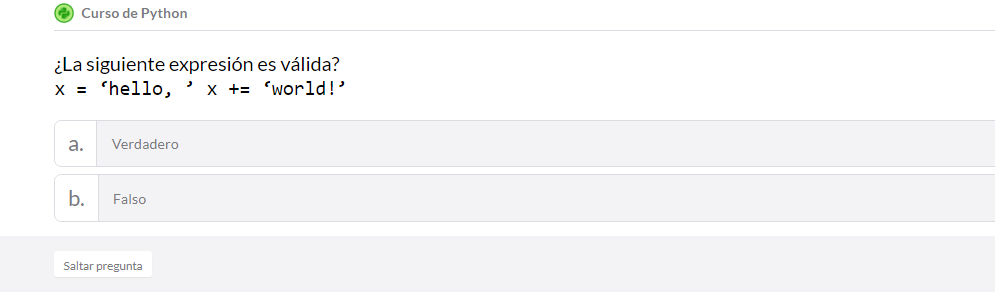 Curso de Python
¿La siguiente expresión es válida?
x = ‘hello, ’ x += ‘world!’
a. Verdadero
b. Falso
Saltar pregunta